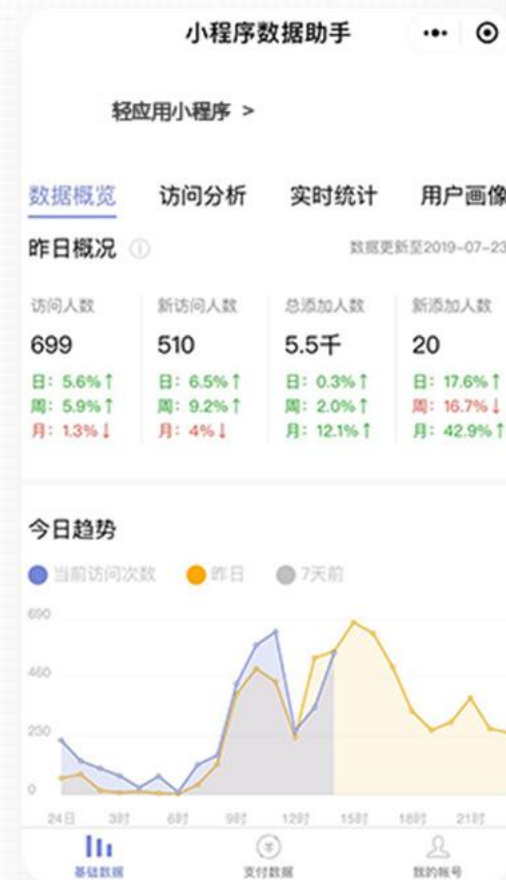 小程序数据助手
轻应用小程序 >
数据概览 访问分析 实时统计 用户画像
昨日概况 数据更新至2019-07-23
访问人数 新访问人数 总添加人数 新添加人数
699 510 5.5千 20
日: 5.6%↑ 日: 6.5%↑ 日: 0.3%↑ 日: 17.6%↑
周: 5.9%↑ 周: 9.2%↑ 周: 2.0%↑ 周: 16.7%↓
月: 1.3%↓ 月: 4%↓ 月: 12.1%↑ 月: 42.9%↑
今日趋势
当前访问次数 昨日 7天前
690
460
230
0
24日 3时 6时 9时 12时 15时 18时 21时
基础数据 支付数据 我的帐号